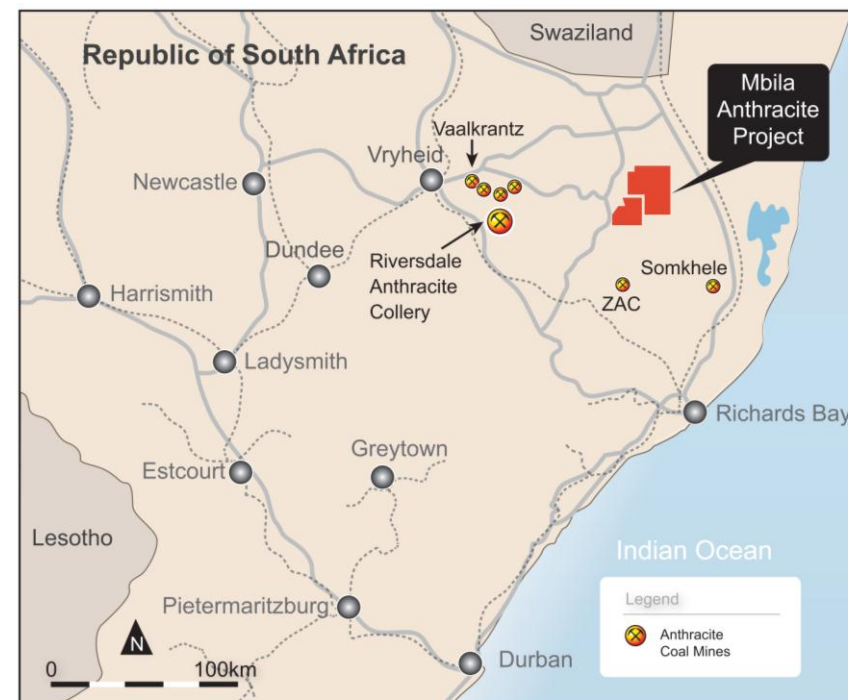 Republic of South Africa
Swaziland
Mbila
Anthracite
Project
Vaalkrantz
Vryheid
Newcastle
Dundee
Riversdale
Anthracite
Collery
Somkhele
ZAC
Harrismith
Ladysmith
Richards Bay
Greytown
Estcourt
Lesotho
Indian Ocean
Legend
Anthracite
Coal Mines
Pietermaritzburg
N
Durban
0 100km